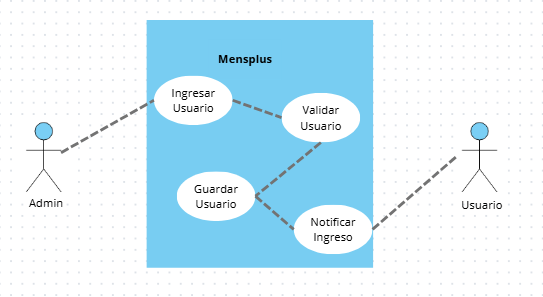 Mensplus
Ingresar
Usuario
Validar
Usuario
Guardar
Usuario
Admin
Usuario
Notificar
Ingreso